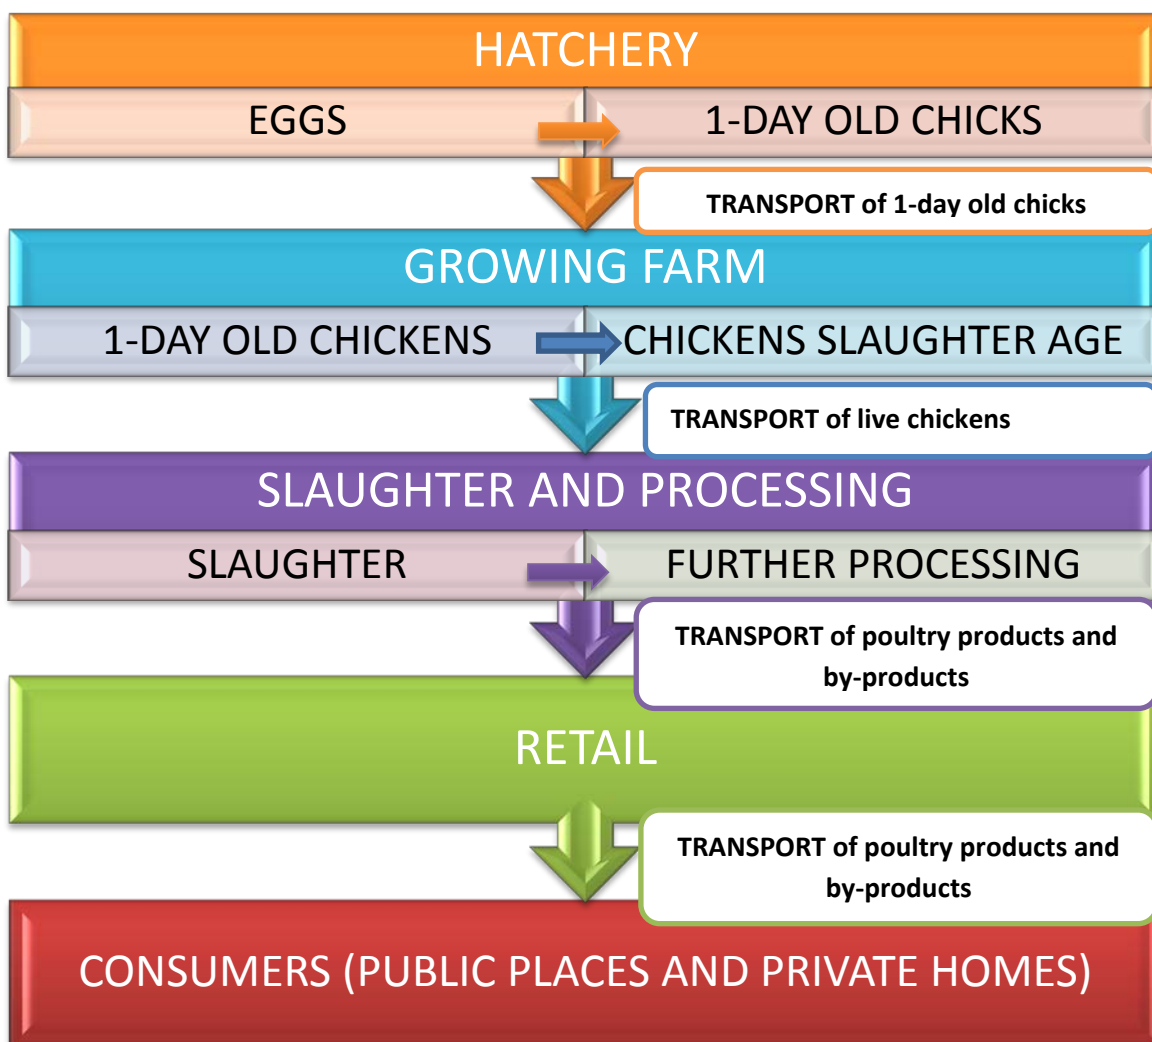 HATCHERY
EGGS
1-DAY OLD CHICKS
TRANSPORT of 1-day old chicks
GROWING FARM
1-DAY OLD CHICKENS
CHICKENS SLAUGHTER AGE
TRANSPORT of live chickens
SLAUGHTER AND PROCESSING
SLAUGHTER
FURTHER PROCESSING
TRANSPORT of poultry products and
by-products
RETAIL
TRANSPORT of poultry products and
by-products
CONSUMERS (PUBLIC PLACES AND PRIVATE HOMES)